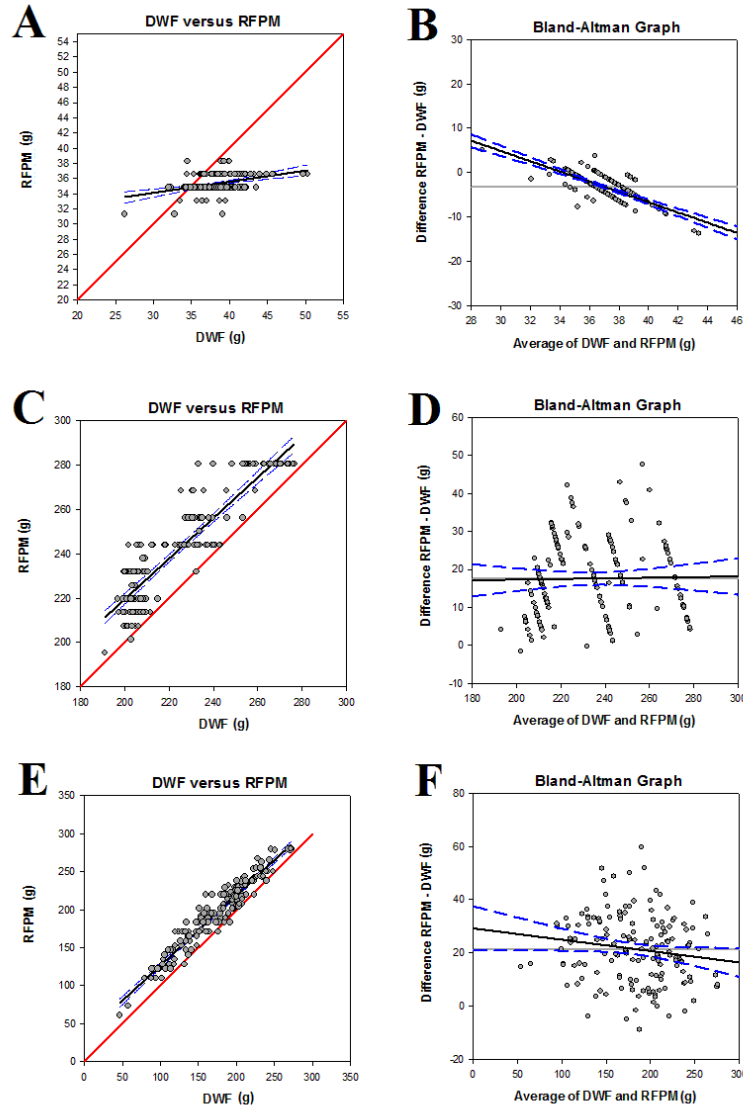 A
DWF versus RFPM
RFPM (g)
54
52
50
48
46
44
42
40
38
36
34
32
30
28
26
24
22
20
20 25 30 35 40 45 50 55
DWF (g)
B
Bland-Altman Graph
Difference RFPM - DWF (g)
30
20
10
0
-10
-20
-30
28 30 32 34 36 38 40 42 44 46
Average of DWF and RFPM (g)
C
DWF versus RFPM
RFPM (g)
300
280
260
240
220
200
180
180 200 220 240 260 280 300
DWF (g)
D
Bland-Altman Graph
Difference RFPM - DWF (g)
60
50
40
30
20
10
0
-10
180 200 220 240 260 280 300
Average of DWF and RFPM (g)
E
DWF versus RFPM
RFPM (g)
350
300
250
200
150
100
50
0
0 50 100 150 200 250 300 350
DWF (g)
F
Bland-Altman Graph
Difference RFPM - DWF (g)
80
60
40
20
0
-20
0 50 100 150 200 250 300
Average of DWF and RFPM (g)